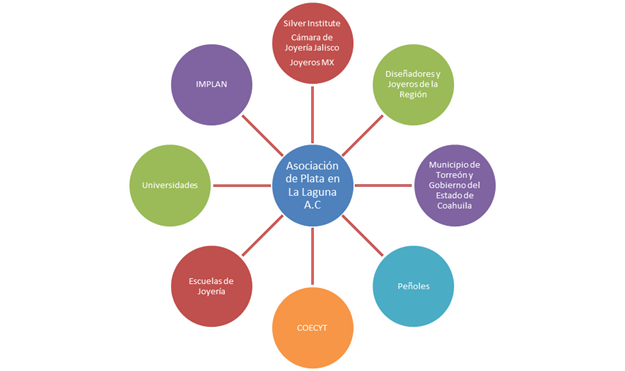 Silver Institute
Cámara de
Joyería Jalisco
Joyeros MX
Diseñadores y
Joyeros de la
Región
Municipio de
Torreón y
Gobierno del
Estado de
Coahuila
Peñoles
COECYT
Escuelas de
Joyería
Universidades
IMPLAN
Asociación
de Plata en
La Laguna
A.C